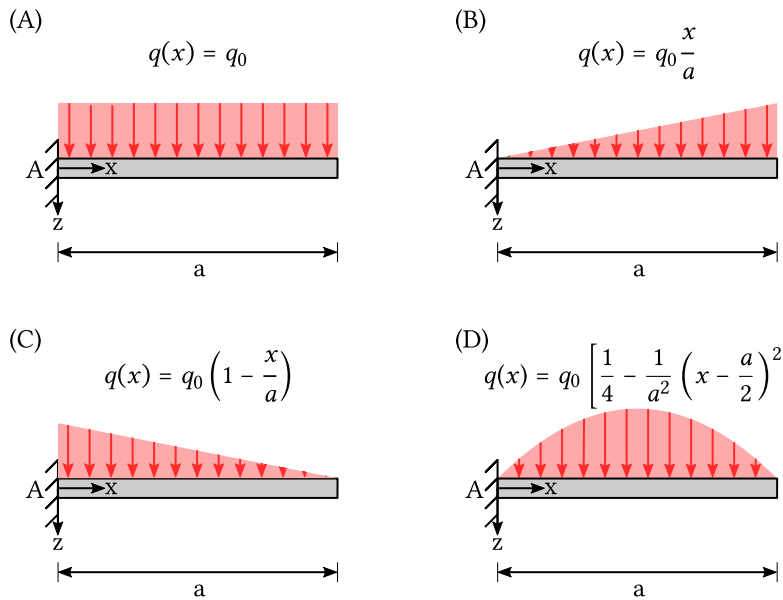 (A)
q(x) = q₀
A
x
z
a
(B)
q(x) = q₀ x/a
A
x
z
a
(C)
q(x) = q₀ (1 − x/a)
A
x
z
a
(D)
q(x) = q₀ [1/4 − 1/a² (x − a/2)²
A
x
z
a